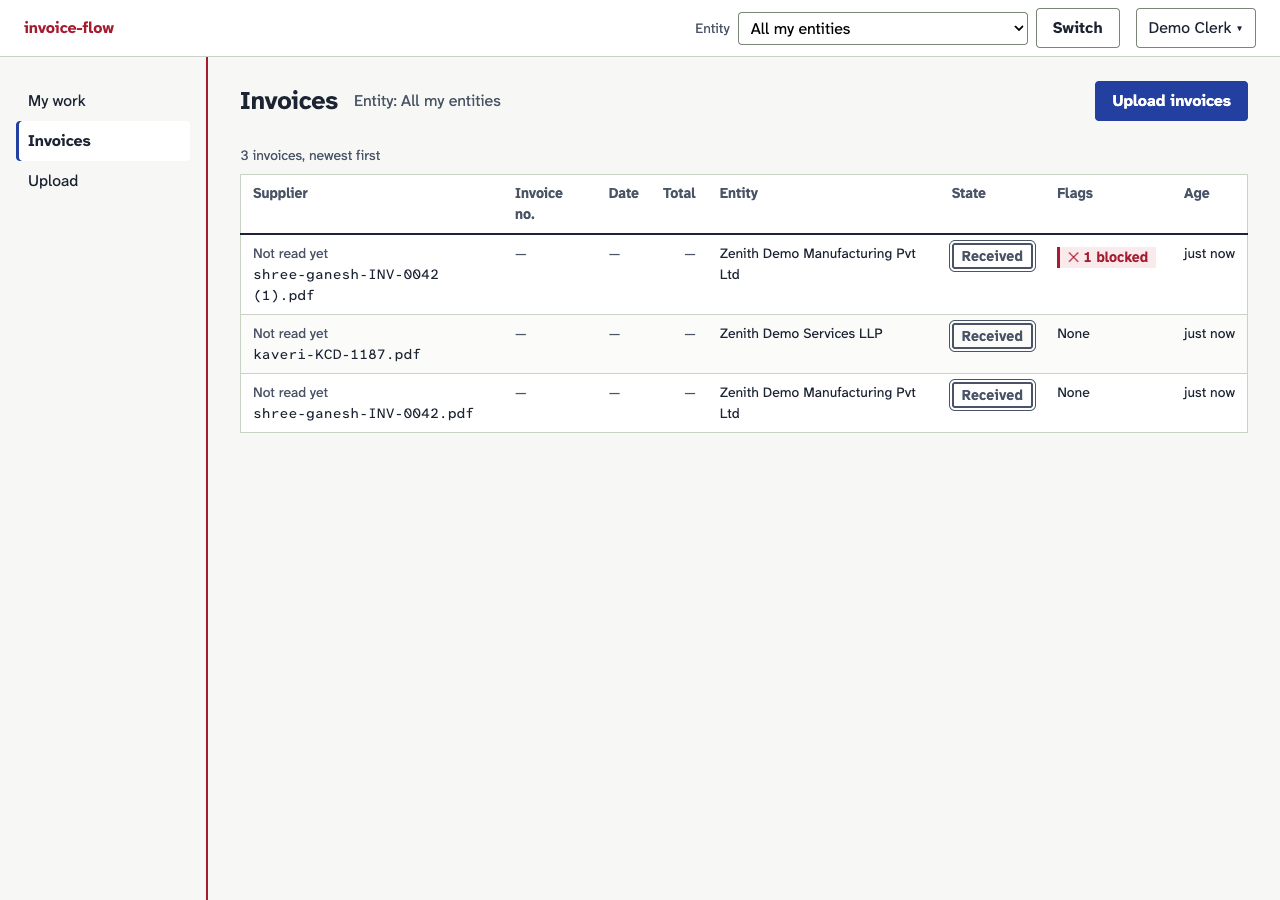 invoice-flow
Entity
All my entities
Switch
Demo Clerk ▾
My work
Invoices
Upload
Invoices
Entity: All my entities
Upload invoices
3 invoices, newest first
Supplier
Invoice
no.
Date
Total
Entity
State
Flags
Age
Not read yet
shree-ganesh-INV-0042
(1).pdf
—
—
—
Zenith Demo Manufacturing Pvt
Ltd
Received
✕ 1 blocked
just now
Not read yet
kaveri-KCD-1187.pdf
—
—
—
Zenith Demo Services LLP
Received
None
just now
Not read yet
shree-ganesh-INV-0042.pdf
—
—
—
Zenith Demo Manufacturing Pvt
Ltd
Received
None
just now